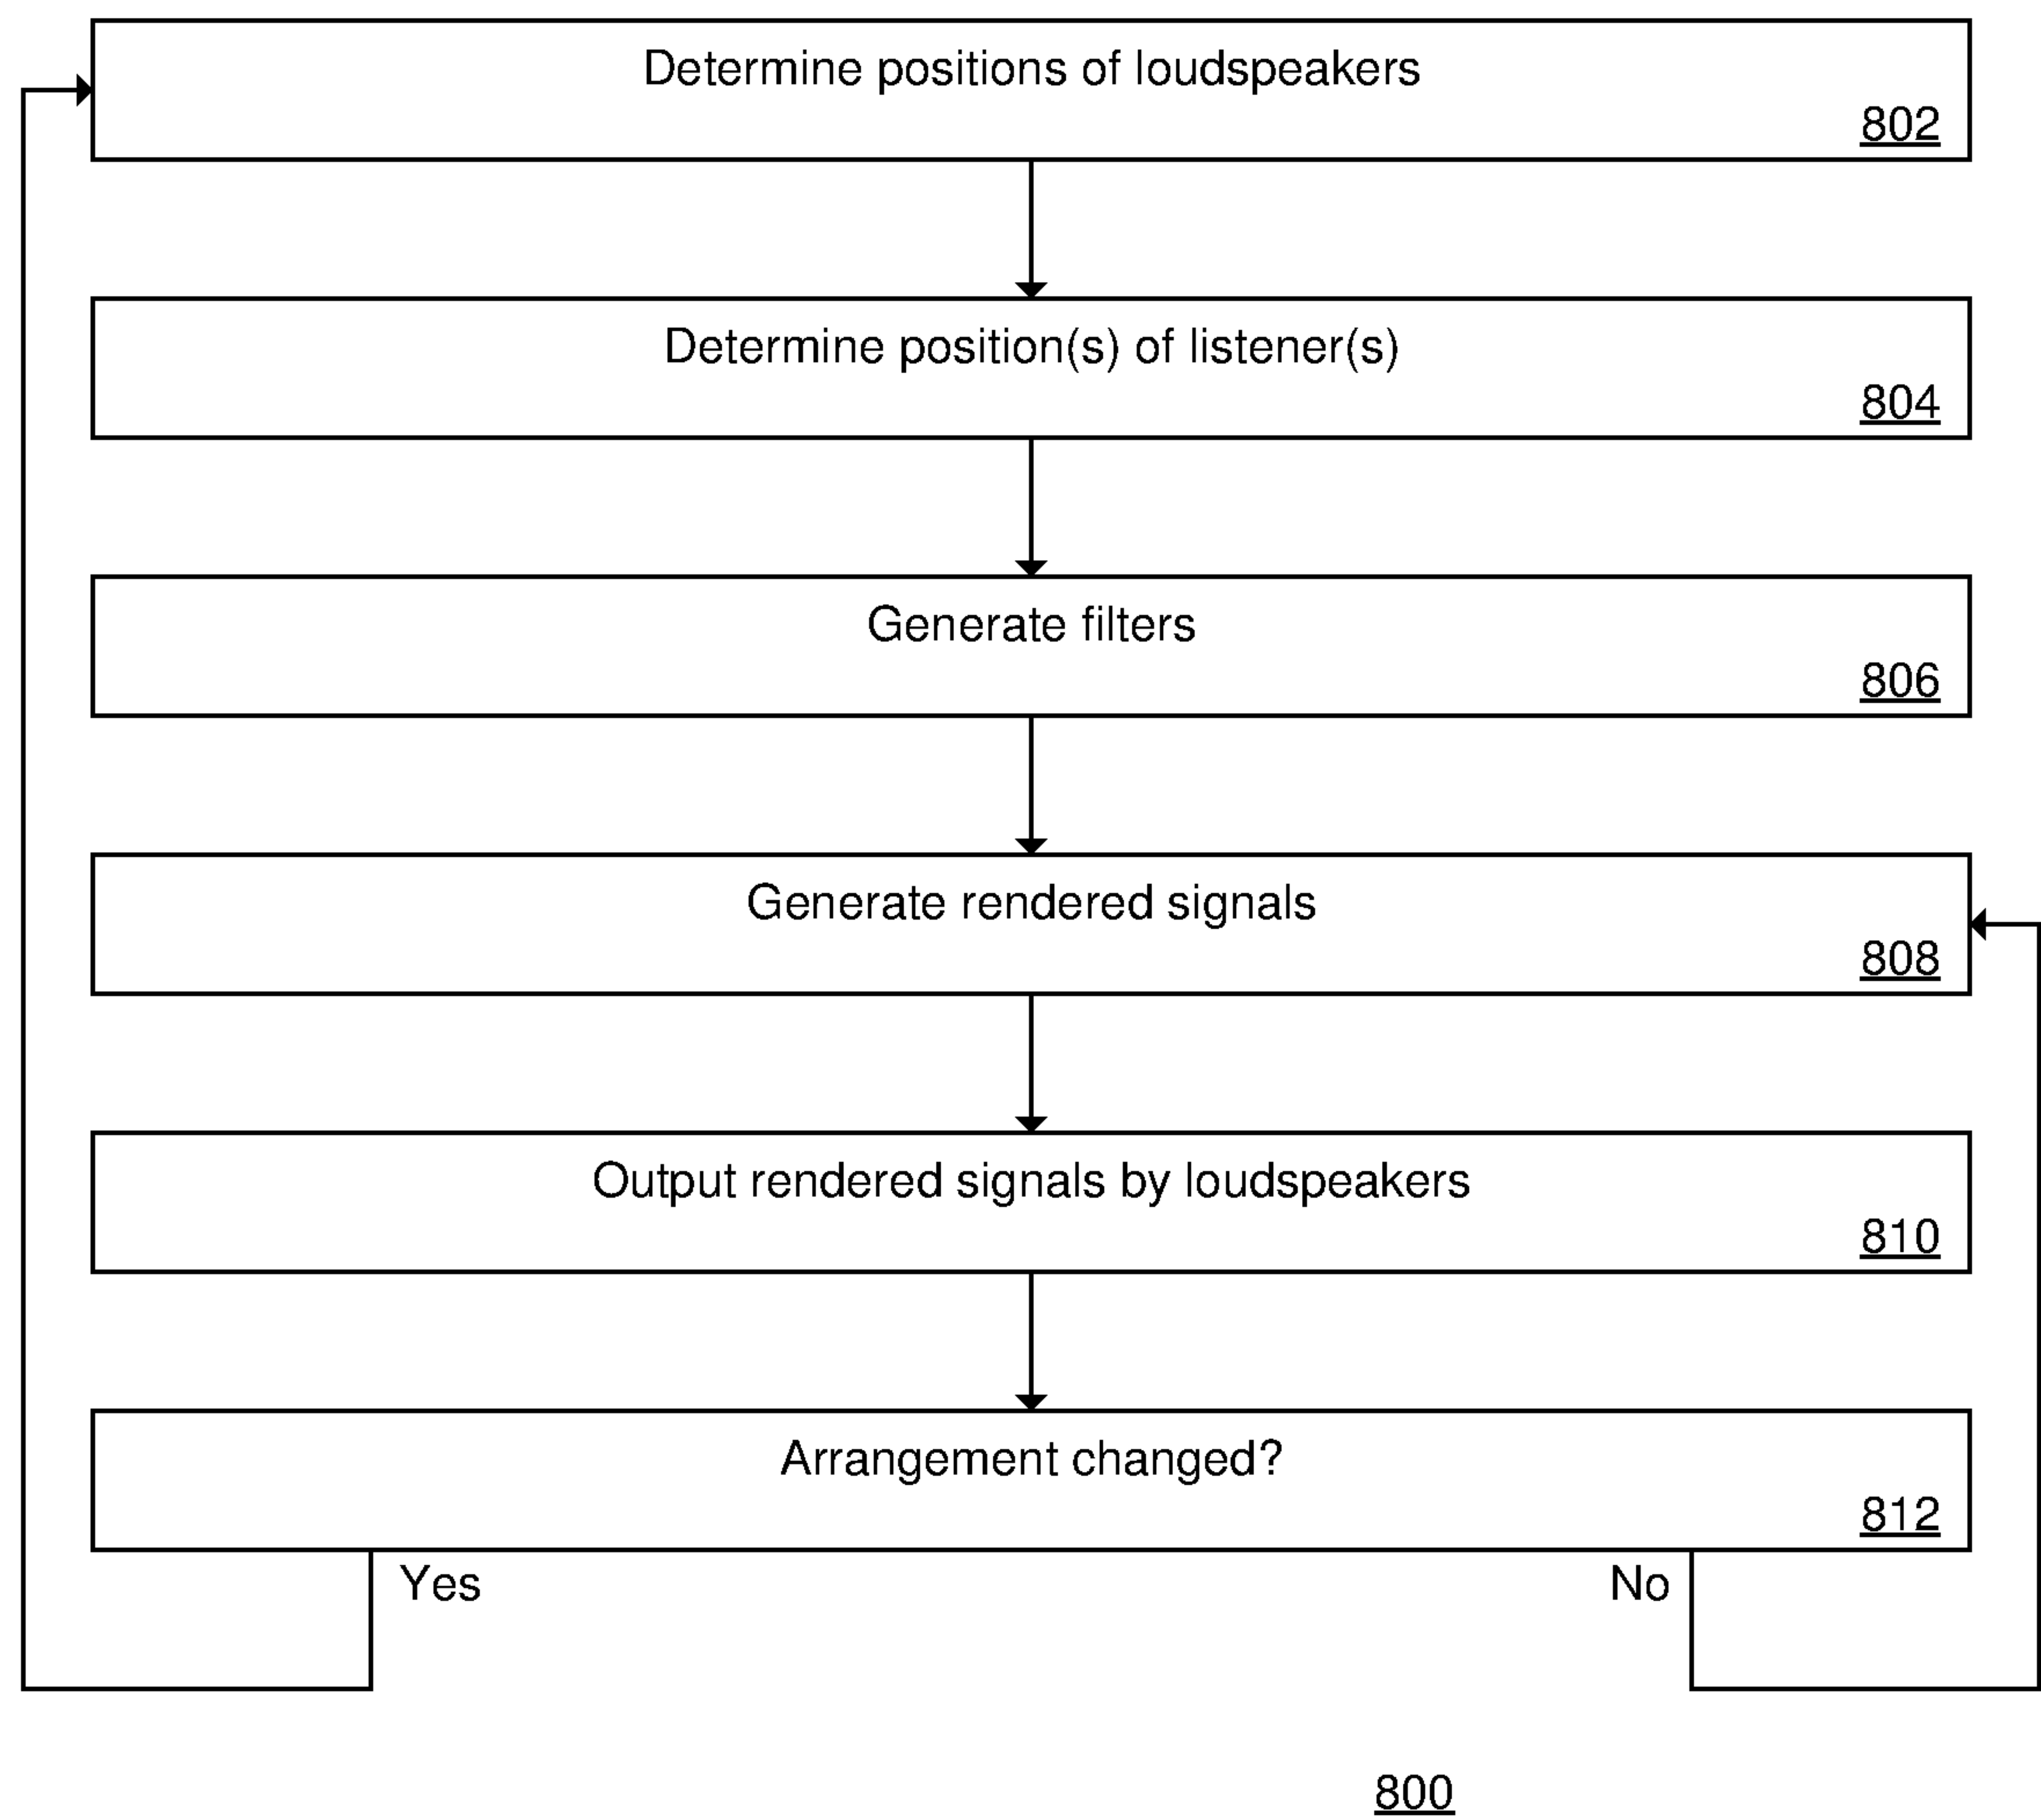 Determine positions of loudspeakers
802
Determine position(s) of listener(s)
804
Generate filters
806
Generate rendered signals
808
Output rendered signals by loudspeakers
810
Arrangement changed?
812
Yes
No
800